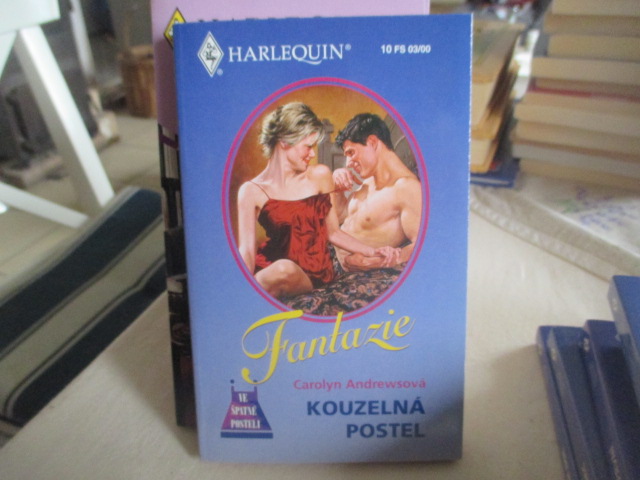 HARLEQUIN®
10 FS 03/00
Fantazie
Carolyn Andrewsová
KOUZELNÁ
POSTEL
VE
ŠPATNÉ
POSTELI